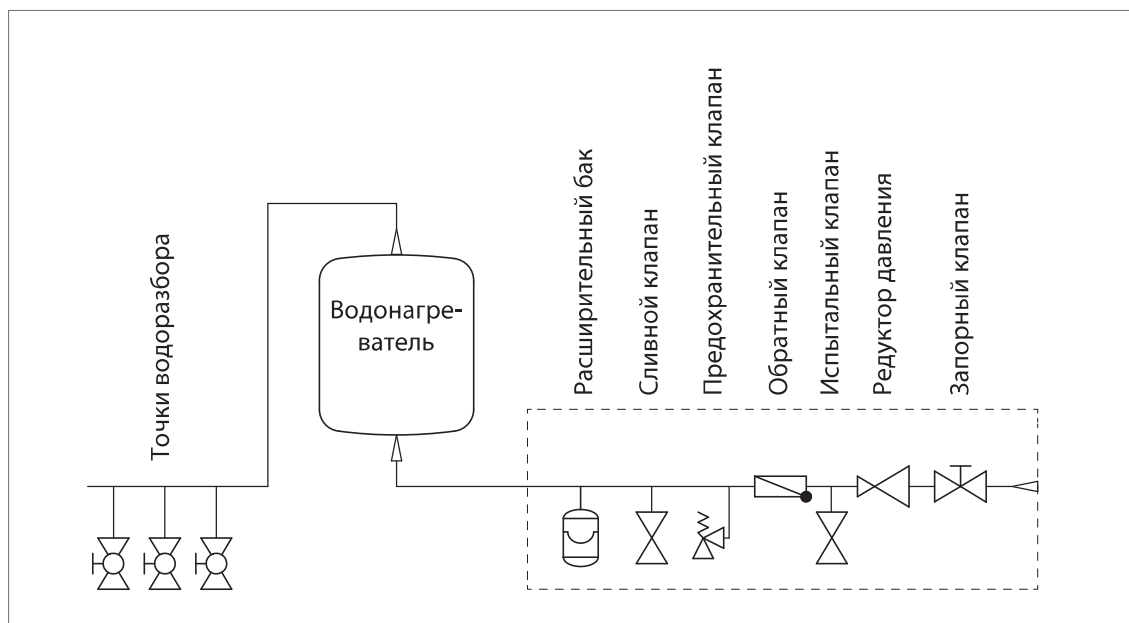 Точки водоразбора
Водонагре-
ватель
Расширительный бак
Сливной клапан
Предохранительный клапан
Обратный клапан
Испытальный клапан
Редуктор давления
Запорный клапан